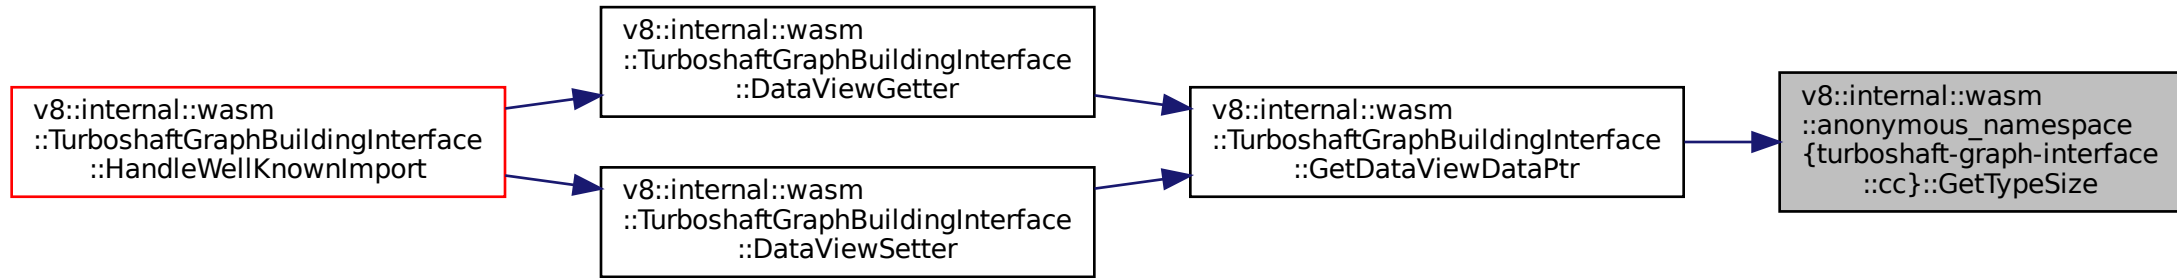 v8::internal::wasm
::TurboshaftGraphBuildingInterface
::HandleWellKnownImport
v8::internal::wasm
::TurboshaftGraphBuildingInterface
::DataViewGetter
v8::internal::wasm
::TurboshaftGraphBuildingInterface
::DataViewSetter
v8::internal::wasm
::TurboshaftGraphBuildingInterface
::GetDataViewDataPtr
v8::internal::wasm
::anonymous_namespace
{turboshaft-graph-interface
::cc}::GetTypeSize